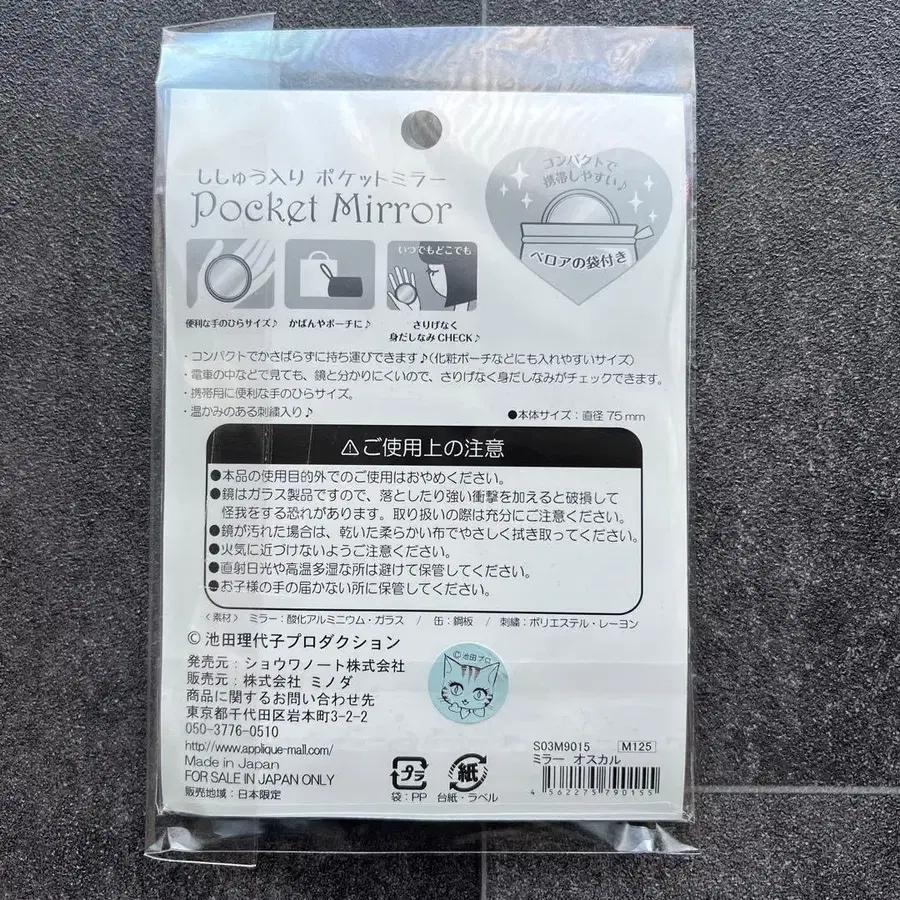 ししゅう入り ポケットミラー
Pocket Mirror
コンパクトで
携帯しやすい♪
ベロアの袋付き
いつでもどこでも
便利な手のひらサイズ♪
かばんやポーチに♪
さりげなく
身だしなみCHECK♪
・コンパクトでかさばらずに持ち運びできます♪(化粧ポーチなどにも入れやすいサイズ)
・電車の中などで見ても、鏡と分かりにくいので、さりげなく身だしなみがチェックできます。
・携帯用に便利な手のひらサイズ。
・温かみのある刺繍入り♪
●本体サイズ：直径 75mm
⚠ご使用上の注意
●本品の使用目的外でのご使用はおやめください。
●鏡はガラス製品ですので、落としたり強い衝撃を加えると破損して
怪我をする恐れがあります。取り扱いの際は充分にご注意ください。
●鏡が汚れた場合は、乾いた柔らかい布でやさしく拭き取ってください。
●火気に近づけないようご注意ください。
●直射日光や高温多湿な所は避けて保管してください。
●お子様の手の届かない所に保管してください。
<素材> ミラー：酸化アルミニウム・ガラス / 缶：鋼板 / 刺繍：ポリエステル・レーヨン
© 池田理代子プロダクション
発売元：ショウワノート株式会社
販売元：株式会社 ミノダ
商品に関するお問い合わせ先
東京都千代田区岩本町3-2-2
050-3776-0510
http://www.applique-mall.com/
Made in Japan
FOR SALE IN JAPAN ONLY
販売地域：日本限定
©池田プロ
プラ
袋：PP
紙
台紙・ラベル
S03M9015 M125
ミラー オスカル
4 562275 790155